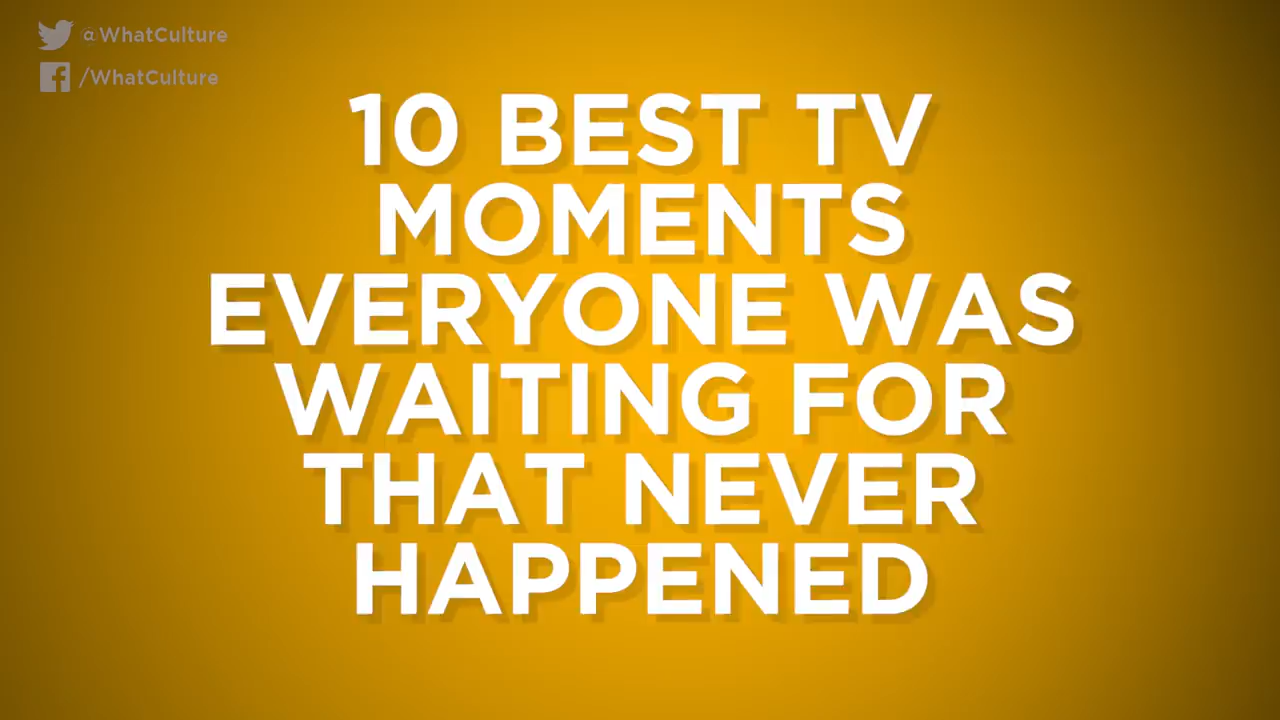 @WhatCulture
/WhatCulture
10 BEST TV
MOMENTS
EVERYONE WAS
WAITING FOR
THAT NEVER
HAPPENED